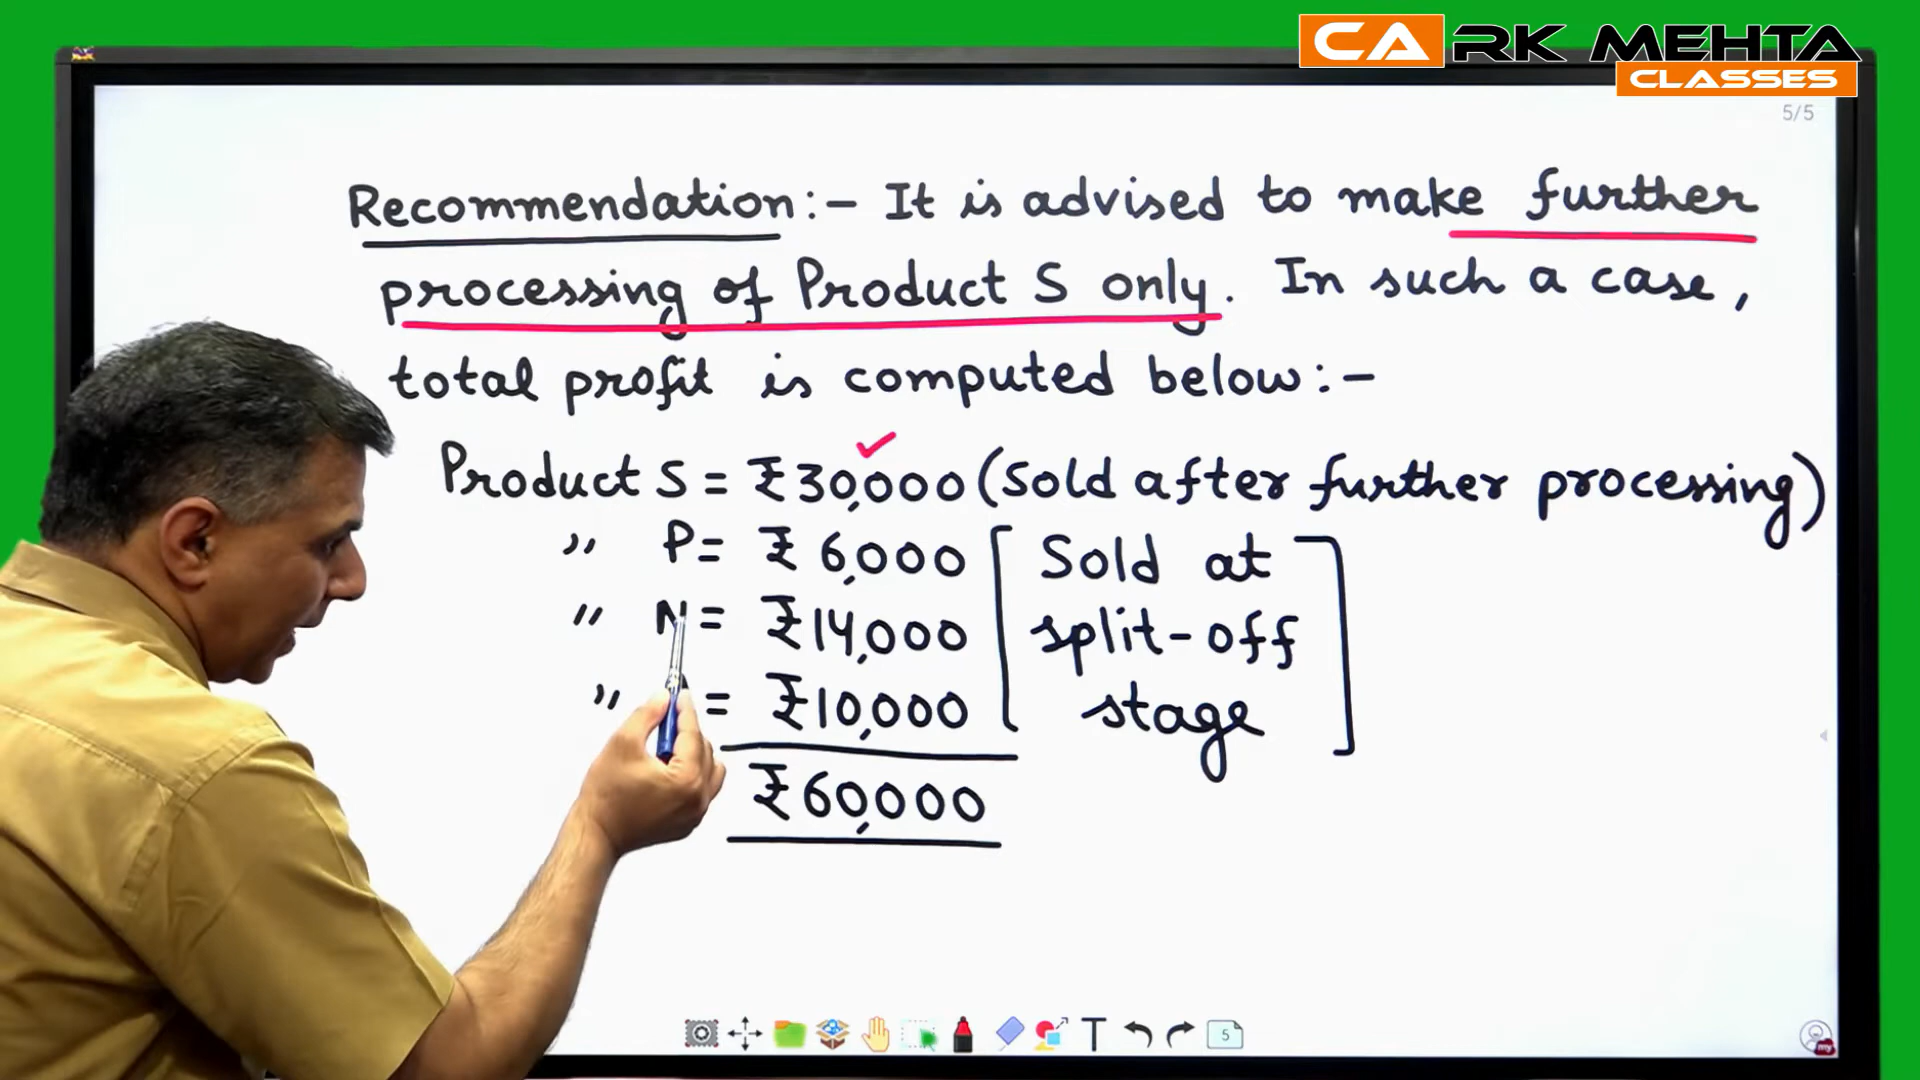 CA RK MEHTA
CLASSES
5/5
Recommendation:- It is advised to make further
processing of Product S only. In such a case,
total profit is computed below:-
Product S = ₹30,000 (Sold after further processing)
" P= ₹ 6,000 [ Sold at ]
" N= ₹14,000 [ split-off ]
" = ₹10,000 [ stage ]
₹60,000
T
5
my